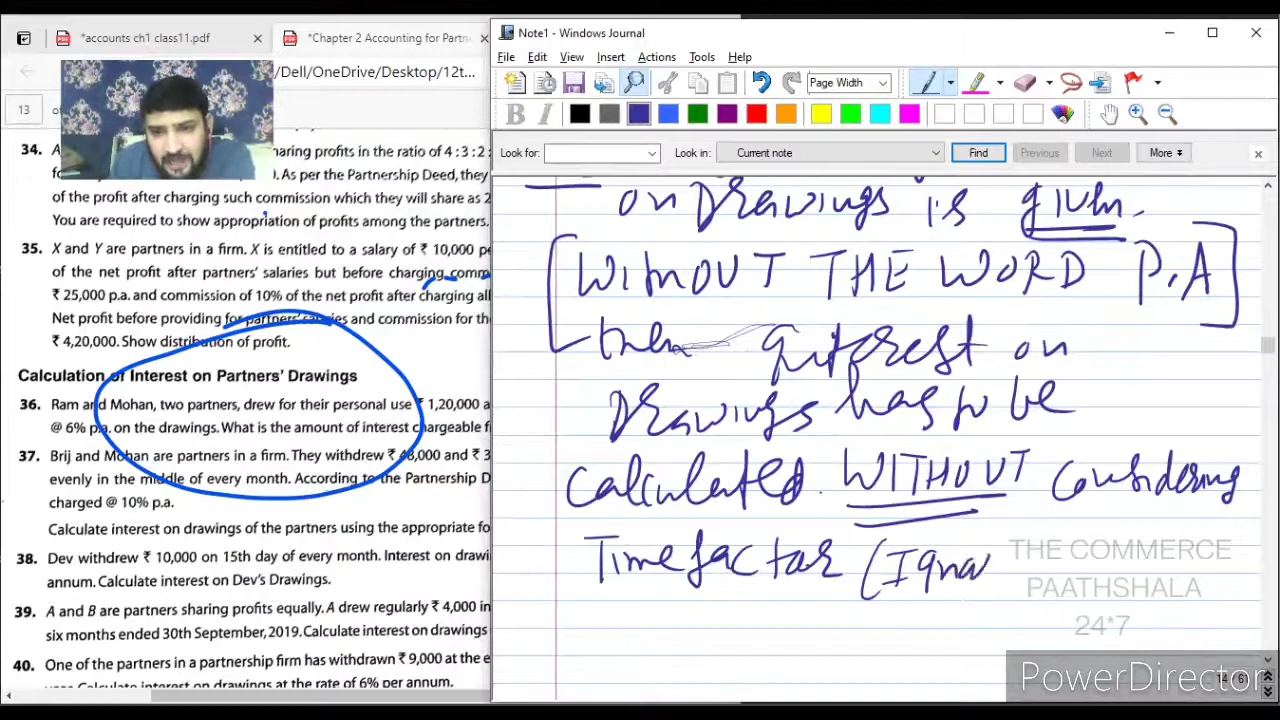 *accounts ch1 class11.pdf
*Chapter 2 Accounting for Partn
/Dell/OneDrive/Desktop/12t...
13
34.
haring profits in the ratio of 4 : 3 : 2
. As per the Partnership Deed, they
of the profit after charging such commission which they will share as 2
You are required to show appropriation of profits among the partners.
35. X and Y are partners in a firm. X is entitled to a salary of ₹ 10,000 pe
of the net profit after partners' salaries but before charging comm
₹ 25,000 p.a. and commission of 10% of the net profit after charging all
Net profit before providing for partners' salaries and commission for th
₹ 4,20,000. Show distribution of profit.
Calculation of Interest on Partners' Drawings
36. Ram and Mohan, two partners, drew for their personal use ₹ 1,20,000 a
@ 6% p.a. on the drawings. What is the amount of interest chargeable f
37. Brij and Mohan are partners in a firm. They withdrew ₹ 48,000 and ₹ 3
evenly in the middle of every month. According to the Partnership D
charged @ 10% p.a.
Calculate interest on drawings of the partners using the appropriate fo
38. Dev withdrew ₹ 10,000 on 15th day of every month. Interest on drawi
annum. Calculate interest on Dev's Drawings.
39. A and B are partners sharing profits equally. A drew regularly ₹ 4,000 in
six months ended 30th September, 2019. Calculate interest on drawings
40. One of the partners in a partnership firm has withdrawn ₹ 9,000 at the e
year. Calculate interest on drawings at the rate of 6% per annum.
Note1 - Windows Journal
File Edit View Insert Actions Tools Help
Page Width
B I
Look for: Look in: Current note Find Previous Next More
on Drawings is given.
[WITHOUT THE WORD P.A]
then interest on
Drawings has to be
calculated. WITHOUT considering
Time factor (Igno
THE COMMERCE
PAATHSHALA
24*7
PowerDirector